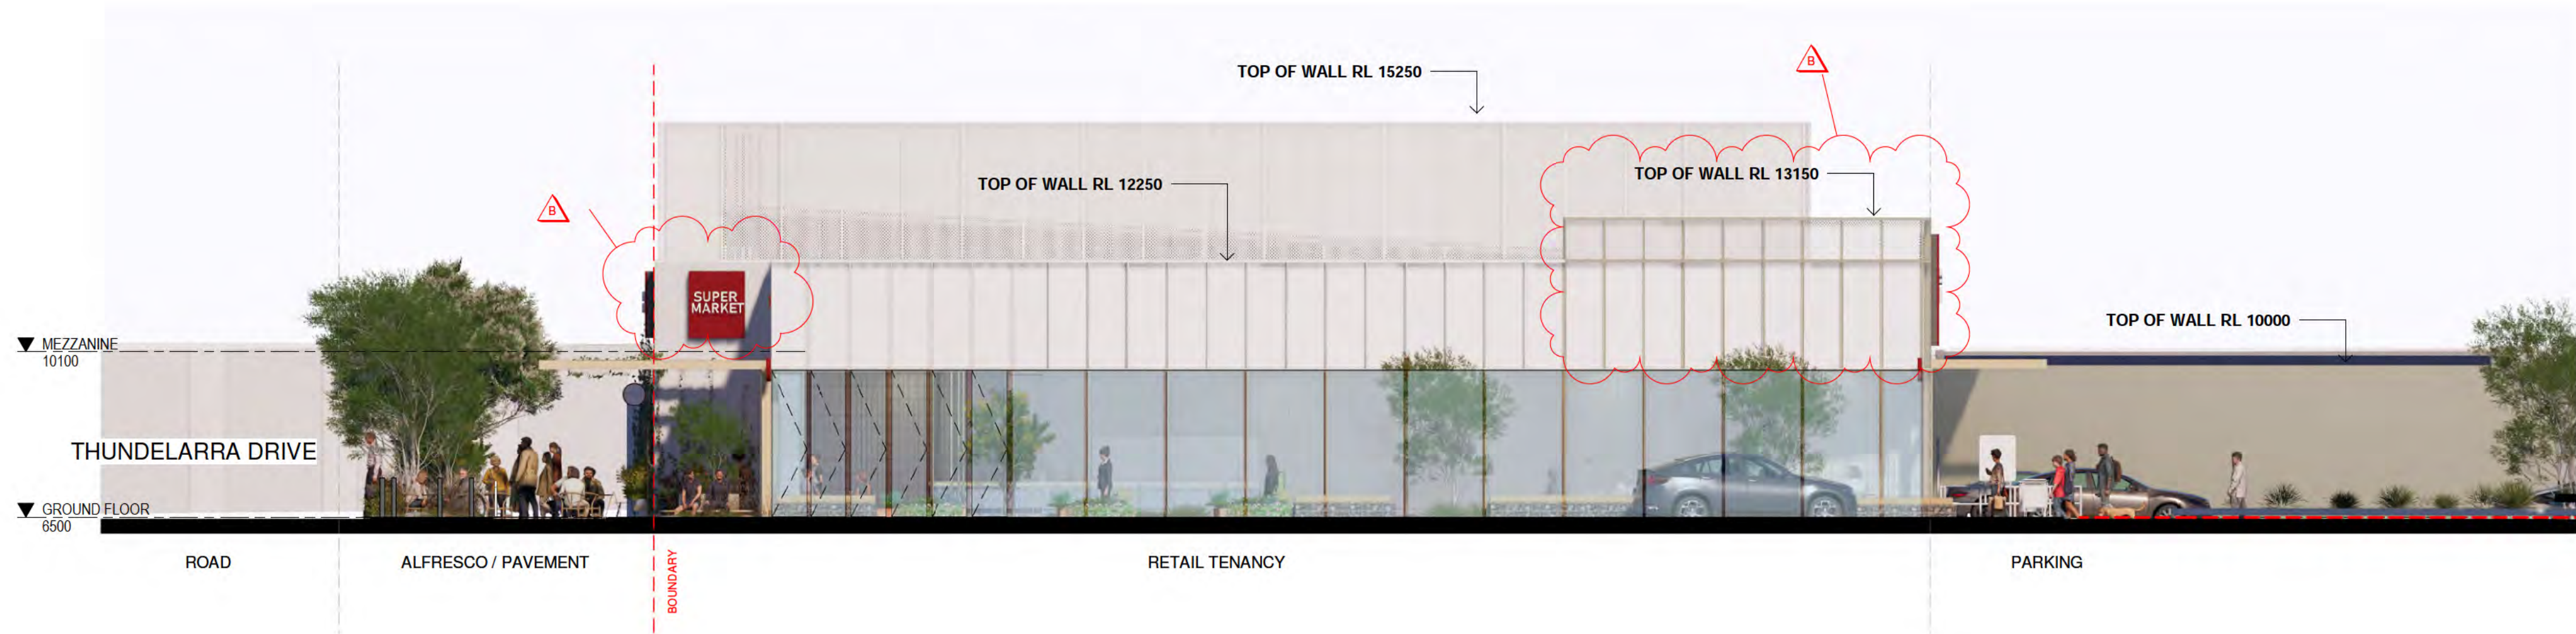 TOP OF WALL RL 15250
B
TOP OF WALL RL 13150
TOP OF WALL RL 12250
B
SUPER
MARKET
TOP OF WALL RL 10000
MEZZANINE
10100
THUNDELARRA DRIVE
GROUND FLOOR
6500
ROAD
ALFRESCO / PAVEMENT
BOUNDARY
RETAIL TENANCY
PARKING